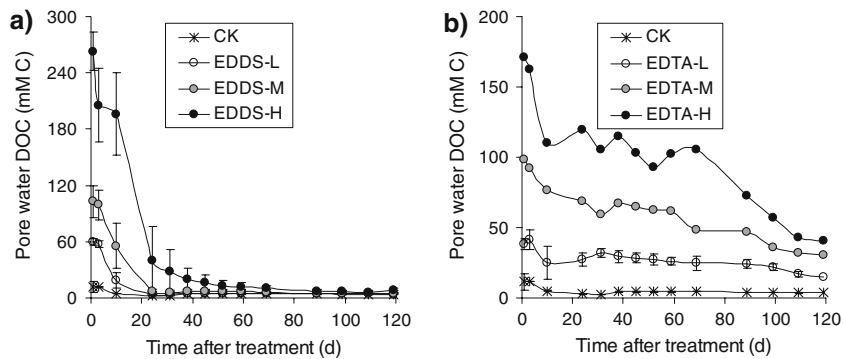 a)
CK
EDDS-L
EDDS-M
EDDS-H
Pore water DOC (mM C)
300
240
180
120
60
0
0 20 40 60 80 100 120
Time after treatment (d)
b)
CK
EDTA-L
EDTA-M
EDTA-H
Pore water DOC (mM C)
200
150
100
50
0
0 20 40 60 80 100 120
Time after treatment (d)